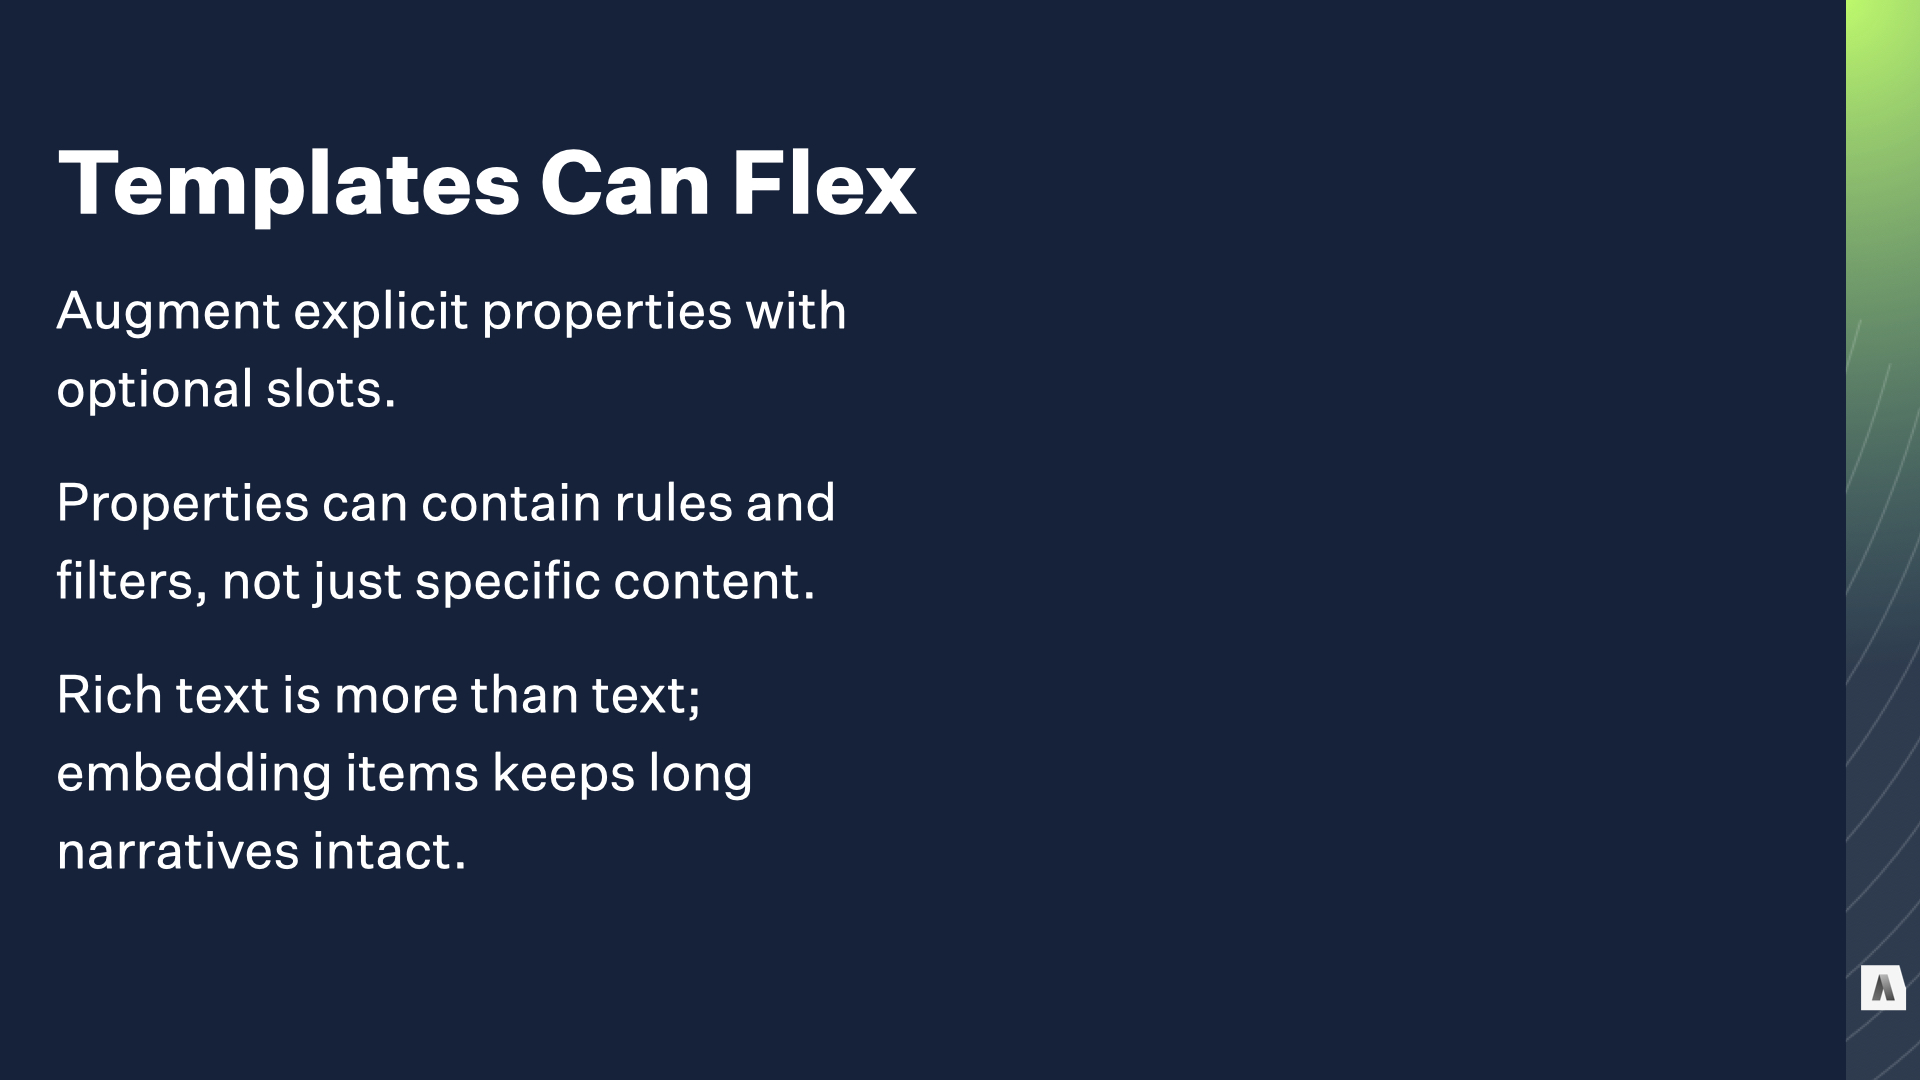 Templates Can Flex
Augment explicit properties with
optional slots.
Properties can contain rules and
filters, not just specific content.
Rich text is more than text;
embedding items keeps long
narratives intact.